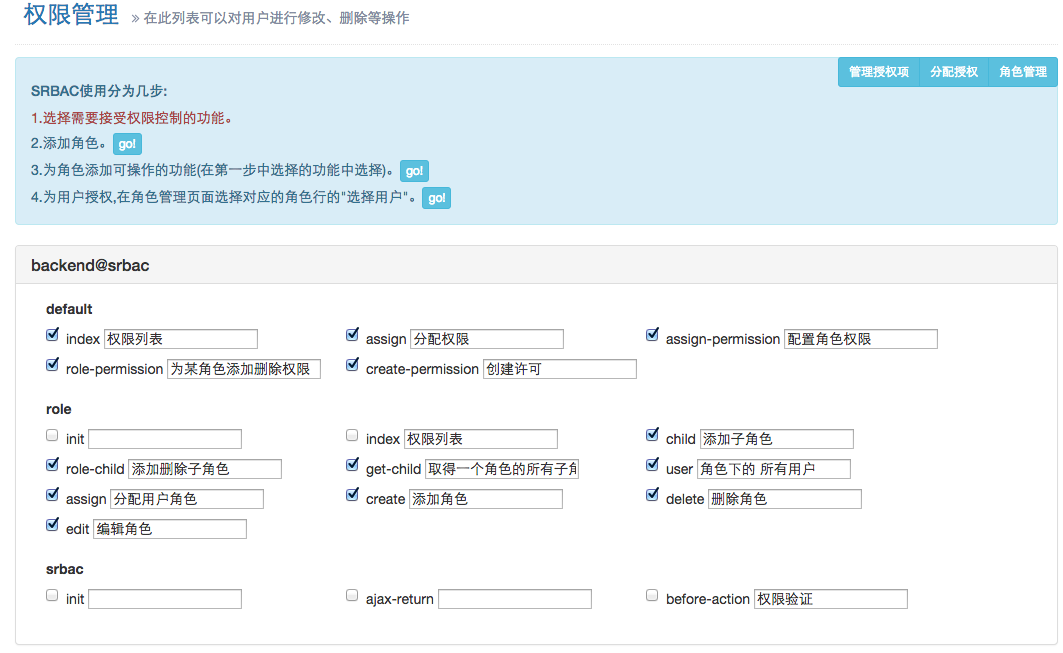 权限管理 » 在此列表可以对用户进行修改、删除等操作
管理授权项 分配授权 角色管理
SRBAC使用分为几步:
1.选择需要接受权限控制的功能。
2.添加角色。 go!
3.为角色添加可操作的功能(在第一步中选择的功能中选择)。 go!
4.为用户授权,在角色管理页面选择对应的角色行的"选择用户"。 go!
backend@srbac
default
index 权限列表 assign 分配权限 assign-permission 配置角色权限
role-permission 为某角色添加删除权限 create-permission 创建许可
role
init index 权限列表 child 添加子角色
role-child 添加删除子角色 get-child 取得一个角色的所有子角 user 角色下的 所有用户
assign 分配用户角色 create 添加角色 delete 删除角色
edit 编辑角色
srbac
init ajax-return before-action 权限验证